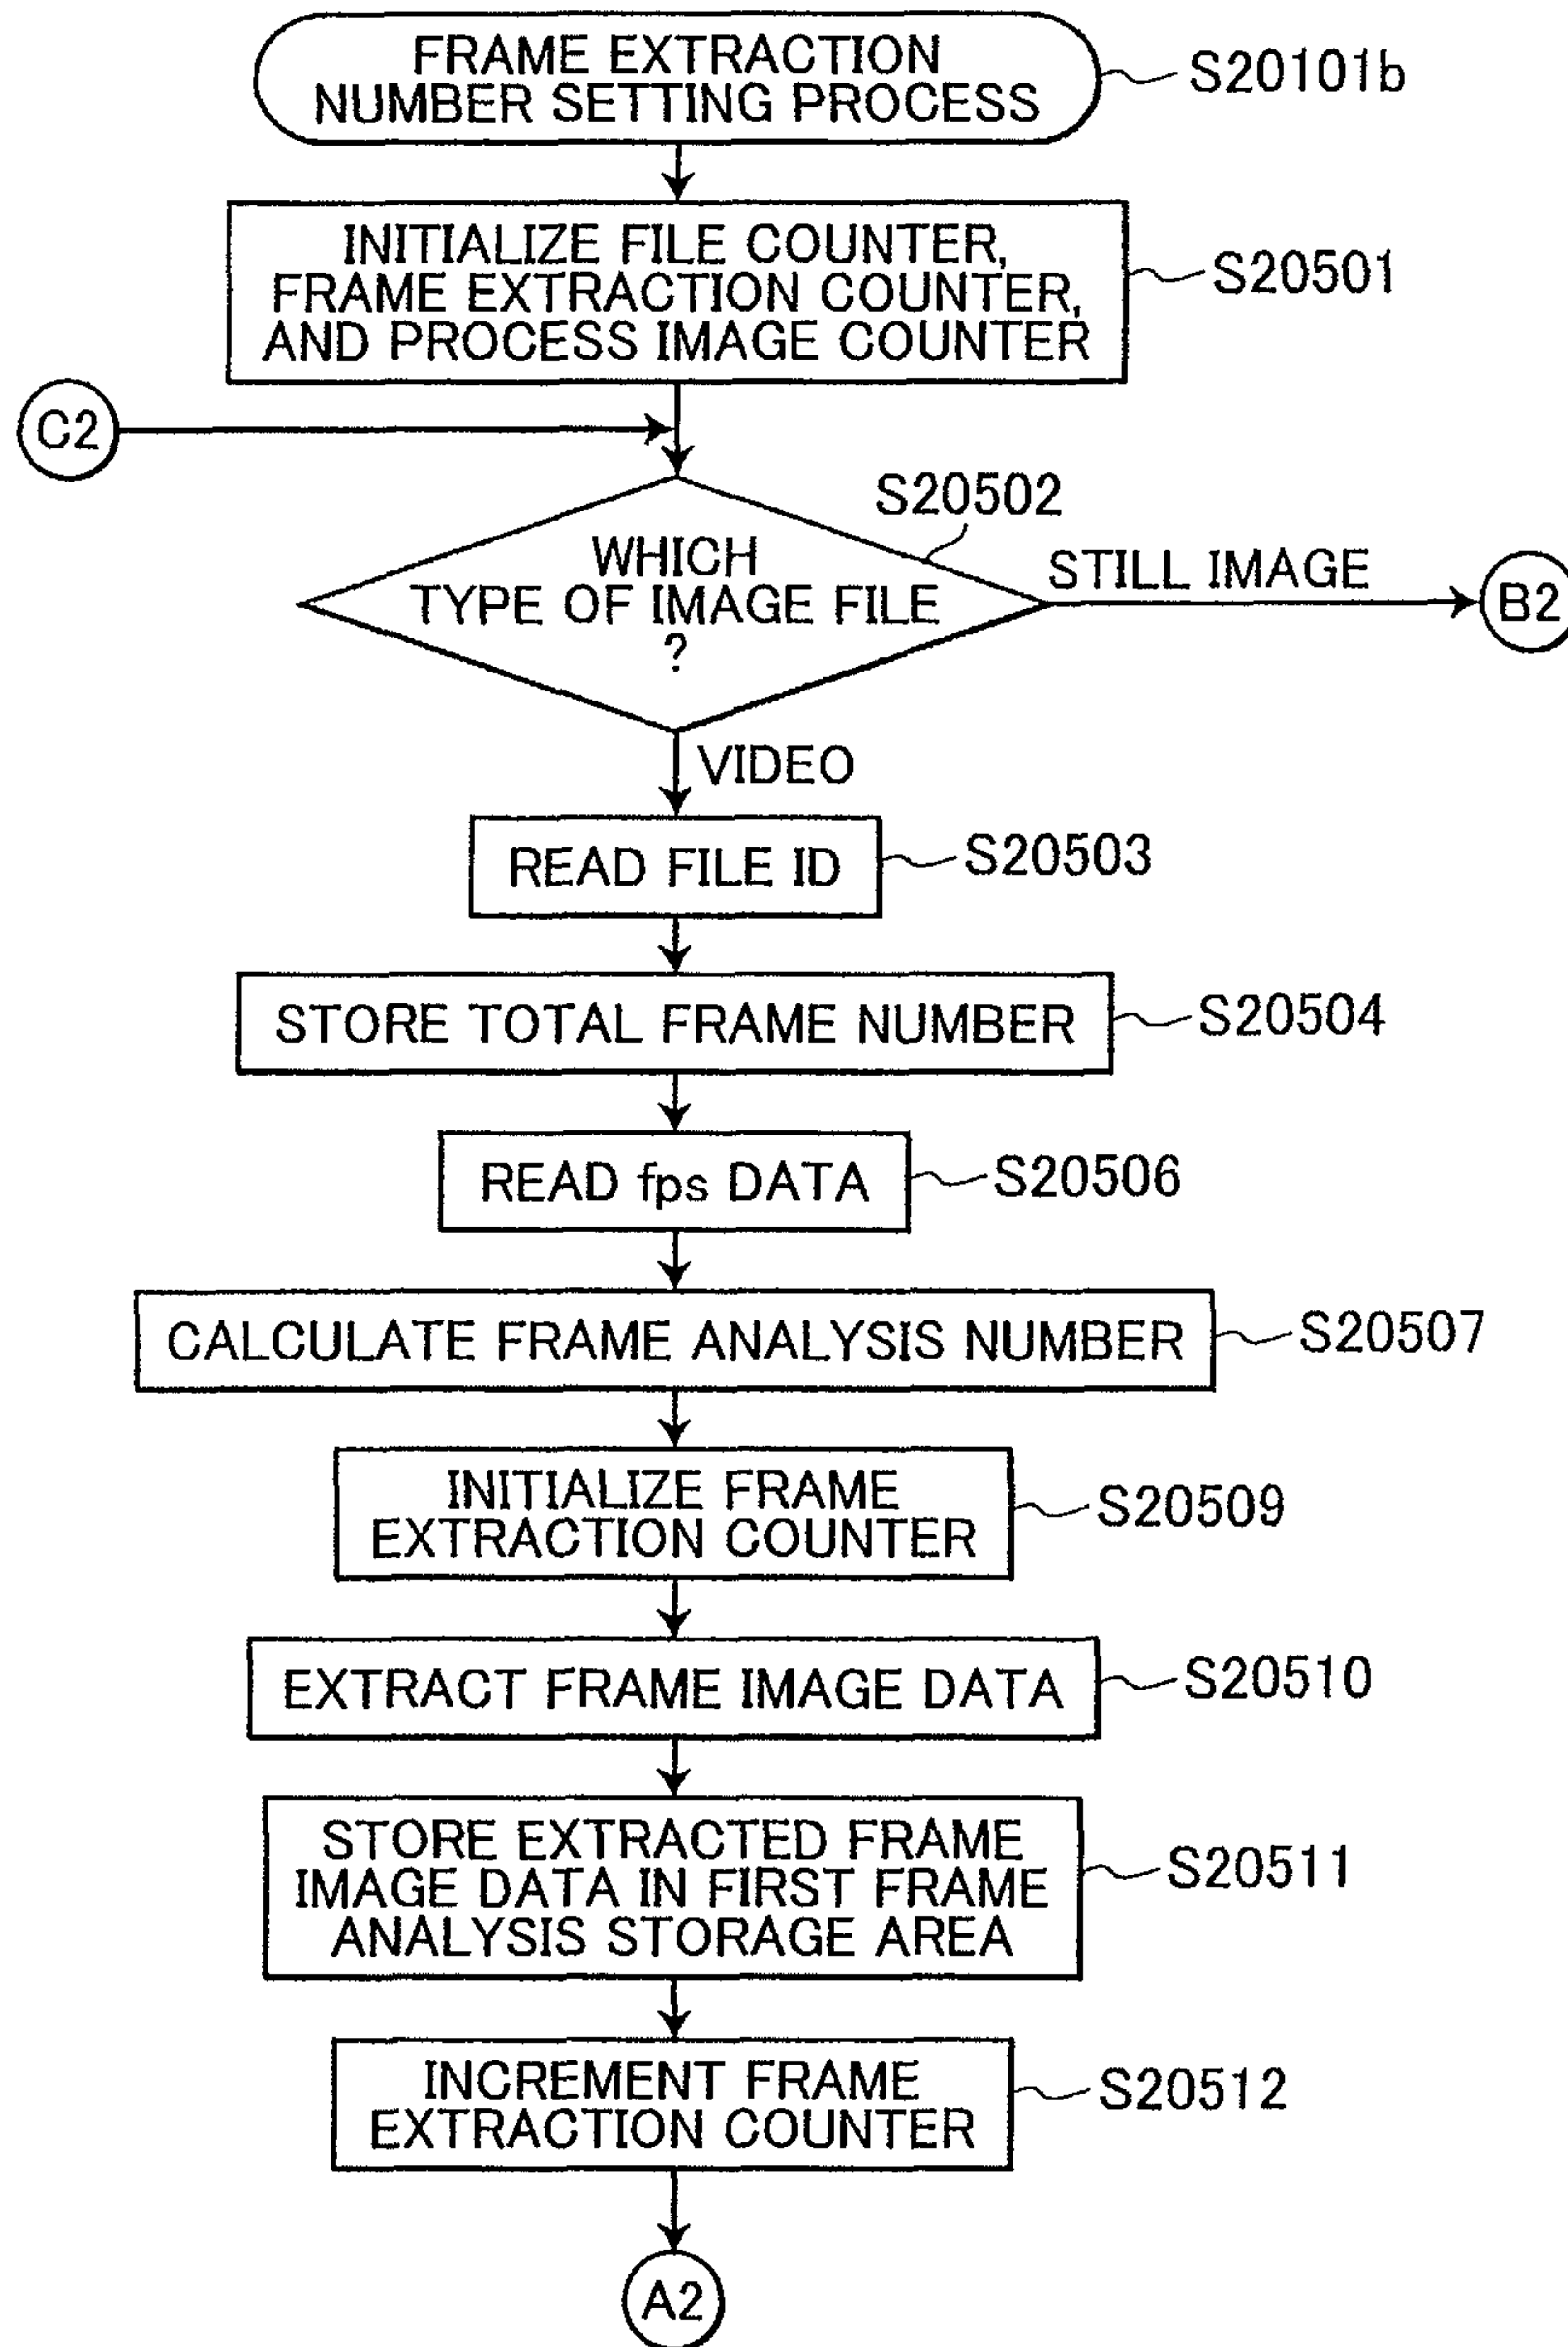 FRAME EXTRACTION
NUMBER SETTING PROCESS
S20101b
INITIALIZE FILE COUNTER,
FRAME EXTRACTION COUNTER,
AND PROCESS IMAGE COUNTER
S20501
C2
S20502
WHICH
TYPE OF IMAGE FILE
?
STILL IMAGE
B2
VIDEO
READ FILE ID
S20503
STORE TOTAL FRAME NUMBER
S20504
READ fps DATA
S20506
CALCULATE FRAME ANALYSIS NUMBER
S20507
INITIALIZE FRAME
EXTRACTION COUNTER
S20509
EXTRACT FRAME IMAGE DATA
S20510
STORE EXTRACTED FRAME
IMAGE DATA IN FIRST FRAME
ANALYSIS STORAGE AREA
S20511
INCREMENT FRAME
EXTRACTION COUNTER
S20512
A2